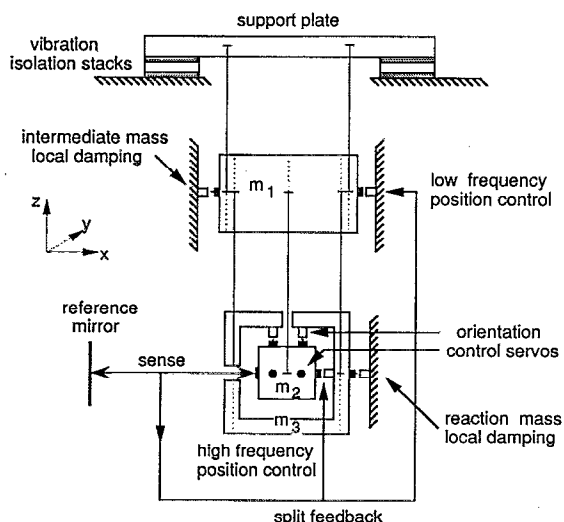 support plate
vibration
isolation stacks
intermediate mass
local damping
m1
low frequency
position control
z
y
x
reference
mirror
orientation
control servos
sense
m2
m3
reaction mass
local damping
high frequency
position control
split feedback